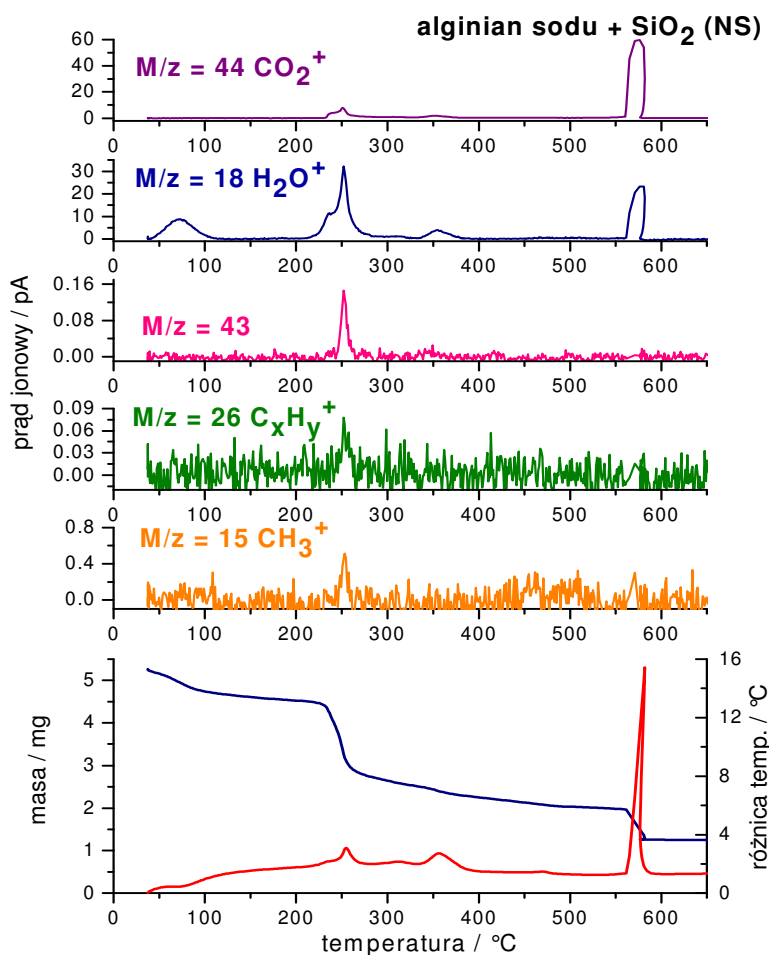 alginian sodu + SiO2 (NS)
M/z = 44 CO2+
60
40
20
0
0 100 200 300 400 500 600
M/z = 18 H2O+
30
20
10
0
0 100 200 300 400 500 600
M/z = 43
0.16
0.08
0.00
0 100 200 300 400 500 600
prąd jonowy / pA
M/z = 26 CxHy+
0.09
0.06
0.03
0.00
0 100 200 300 400 500 600
M/z = 15 CH3+
0.8
0.4
0.0
0 100 200 300 400 500 600
masa / mg
5
4
3
2
1
0
16
12
8
4
0
różnica temp. / °C
0 100 200 300 400 500 600
temperatura / °C